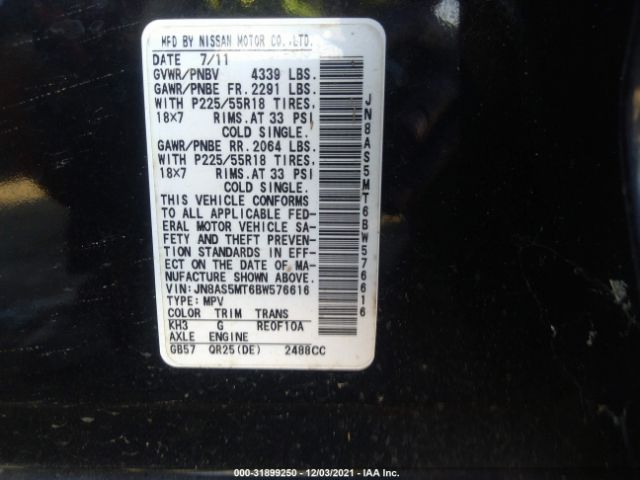 MFD BY NISSAN MOTOR CO.,LTD.
DATE 7/11
GVWR/PNBV 4339 LBS.
GAWR/PNBE FR.2291 LBS.
WITH P225/55R18 TIRES,
18×7 RIMS.AT 33 PSI
COLD SINGLE.
GAWR/PNBE RR.2064 LBS.
WITH P225/55R18 TIRES,
18×7 RIMS.AT 33 PSI
COLD SINGLE.
THIS VEHICLE CONFORMS
TO ALL APPLICABLE FED-
ERAL MOTOR VEHICLE SA-
FETY AND THEFT PREVEN-
TION STANDARDS IN EFF-
ECT ON THE DATE OF MA-
NUFACTURE SHOWN ABOVE.
VIN:JN8AS5MT6BW576616
TYPE:MPV
COLOR TRIM TRANS
KH3 G RE0F10A
AXLE ENGINE
GB57 QR25(DE) 2488CC
JN8AS5MT6BW576616
000-31899250 - 12/03/2021 - IAA Inc.